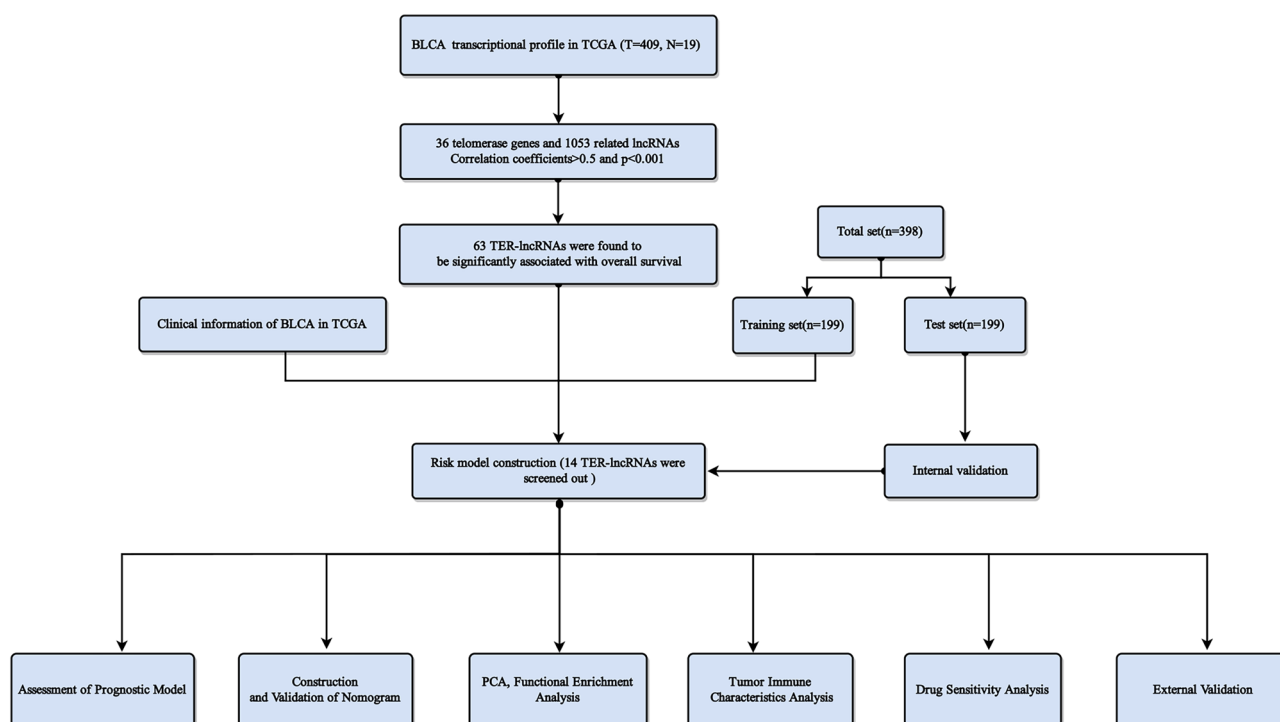 BLCA transcriptional profile in TCGA (T=409, N=19)
36 telomerase genes and 1053 related lncRNAs
Correlation coefficients>0.5 and p<0.001
63 TER-lncRNAs were found to
be significantly associated with overall survival
Total set(n=398)
Clinical information of BLCA in TCGA
Training set(n=199)
Test set(n=199)
Risk model construction (14 TER-lncRNAs were
screened out )
Internal validation
Assessment of Prognostic Model
Construction
and Validation of Nomogram
PCA, Functional Enrichment
Analysis
Tumor Immune
Characteristics Analysis
Drug Sensitivity Analysis
External Validation